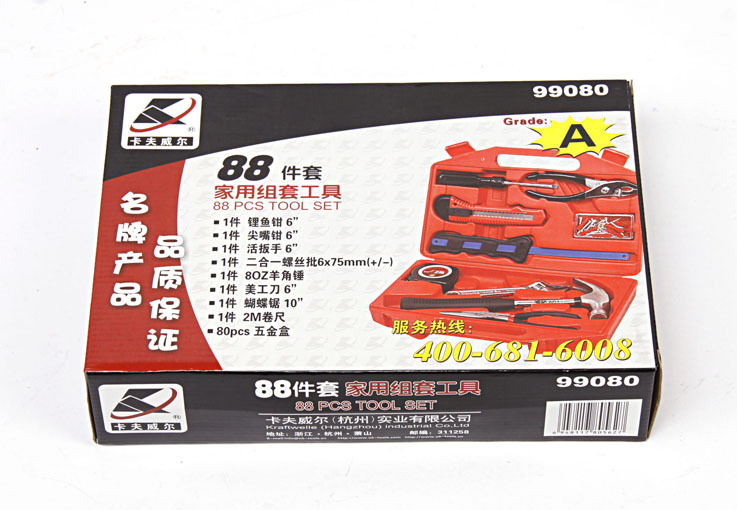 99080
Grade:
A
卡夫威尔
®
88件套
家用组套工具
88 PCS TOOL SET
名牌产品
品质保证
1件 锂鱼钳 6”
1件 尖嘴钳 6”
1件 活扳手 6”
1件 二合一螺丝批6x75mm(+/-)
1件 8OZ羊角锤
1件 美工刀 6”
1件 蝴蝶锯 10”
1件 2M卷尺
80pcs 五金盒
服务热线:
400-681-6008
卡夫威尔
®
88件套 家用组套工具
88 PCS TOOL SET
99080
卡夫威尔(杭州)实业有限公司
Kraftwelle (Hangzhou) Industrial Co.,Ltd
地址: 浙江·杭州·萧山 邮编: 311258